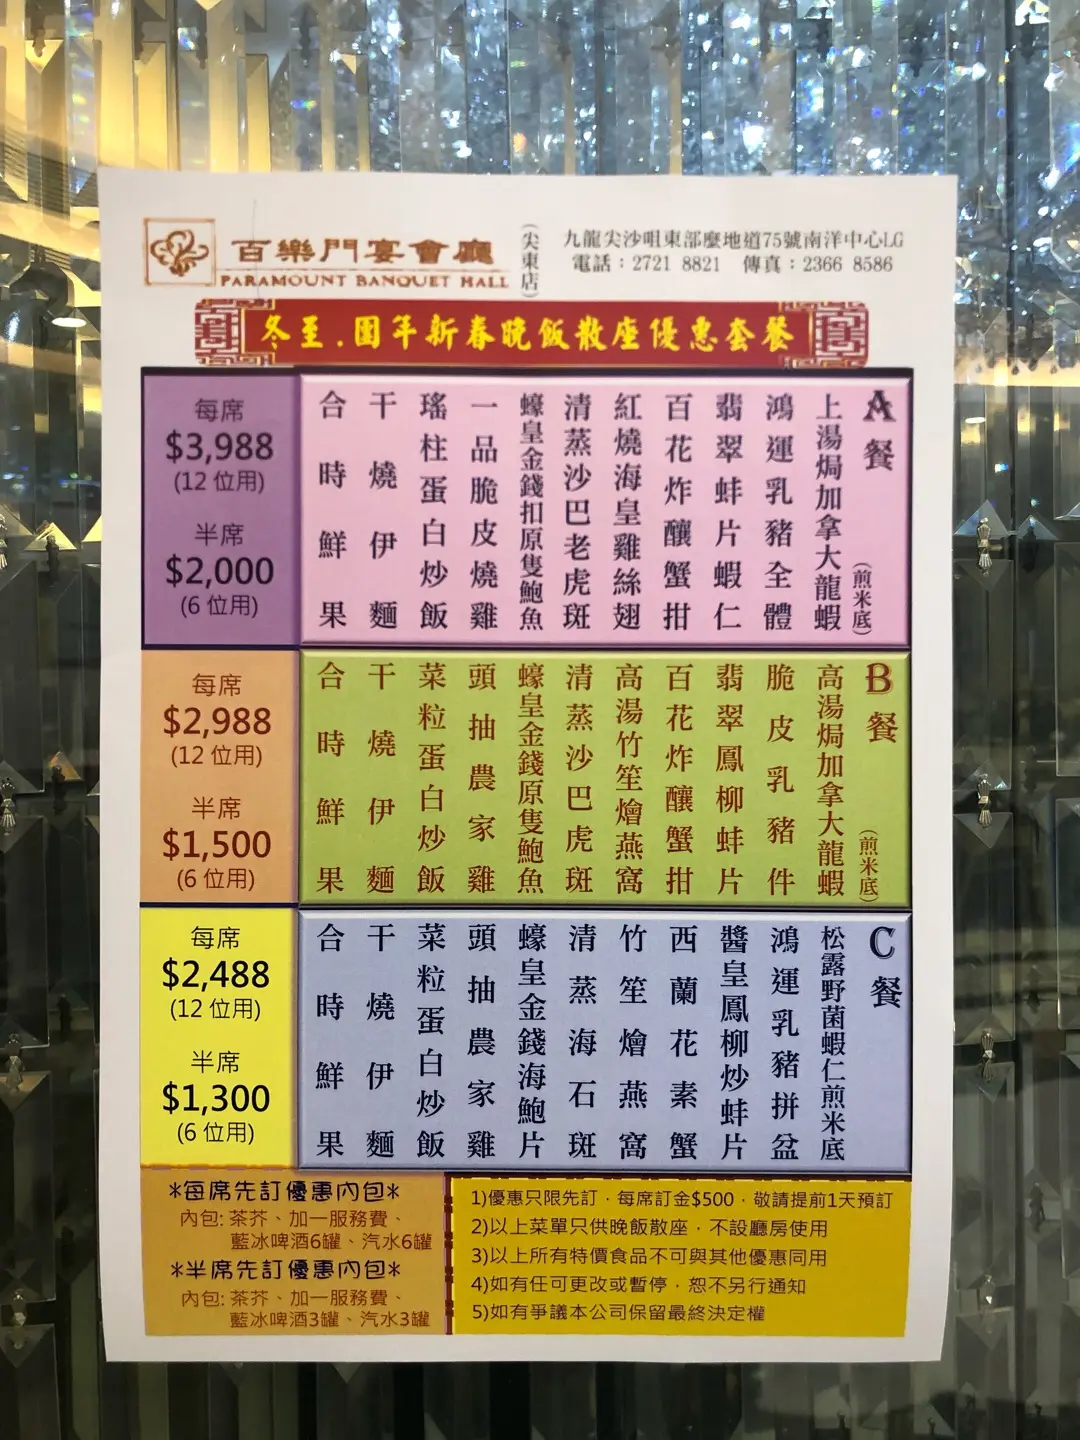 百樂門宴會廳
PARAMOUNT BANQUET HALL
(尖東店)
九龍尖沙咀東部麼地道75號南洋中心LG
電話：2721 8821 傳真：2366 8586
冬至．團年新春晚飯散座優惠套餐
A餐
上湯焗加拿大龍蝦(煎米底)
鴻運乳豬全體
翡翠蚌片蝦仁
百花炸釀蟹拑
紅燒海皇雞絲翅
清蒸沙巴老虎斑
蠔皇金錢扣原隻鮑魚
一品脆皮燒雞
瑤柱蛋白炒飯
干燒伊麵
合時鮮果
每席
$3,988
(12 位用)
半席
$2,000
(6 位用)
B餐
高湯焗加拿大龍蝦(煎米底)
脆皮乳豬件
翡翠鳳柳蚌片
百花炸釀蟹拑
高湯竹笙燴燕窩
清蒸沙巴虎斑
蠔皇金錢原隻鮑魚
頭抽農家雞
菜粒蛋白炒飯
干燒伊麵
合時鮮果
每席
$2,988
(12 位用)
半席
$1,500
(6 位用)
C餐
松露野菌蝦仁煎米底
鴻運乳豬拼盆
醬皇鳳柳炒蚌片
西蘭花素蟹
竹笙燴燕窩
清蒸海石斑
蠔皇金錢海鮑片
頭抽農家雞
菜粒蛋白炒飯
干燒伊麵
合時鮮果
每席
$2,488
(12 位用)
半席
$1,300
(6 位用)
*每席先訂優惠內包*
內包: 茶芥、加一服務費、
藍冰啤酒6罐、汽水6罐
*半席先訂優惠內包*
內包: 茶芥、加一服務費、
藍冰啤酒3罐、汽水3罐
1)優惠只限先訂，每席訂金$500，敬請提前1天預訂
2)以上菜單只供晚飯散座，不設廳房使用
3)以上所有特價食品不可與其他優惠同用
4)如有任可更改或暫停，恕不另行通知
5)如有爭議本公司保留最終決定權